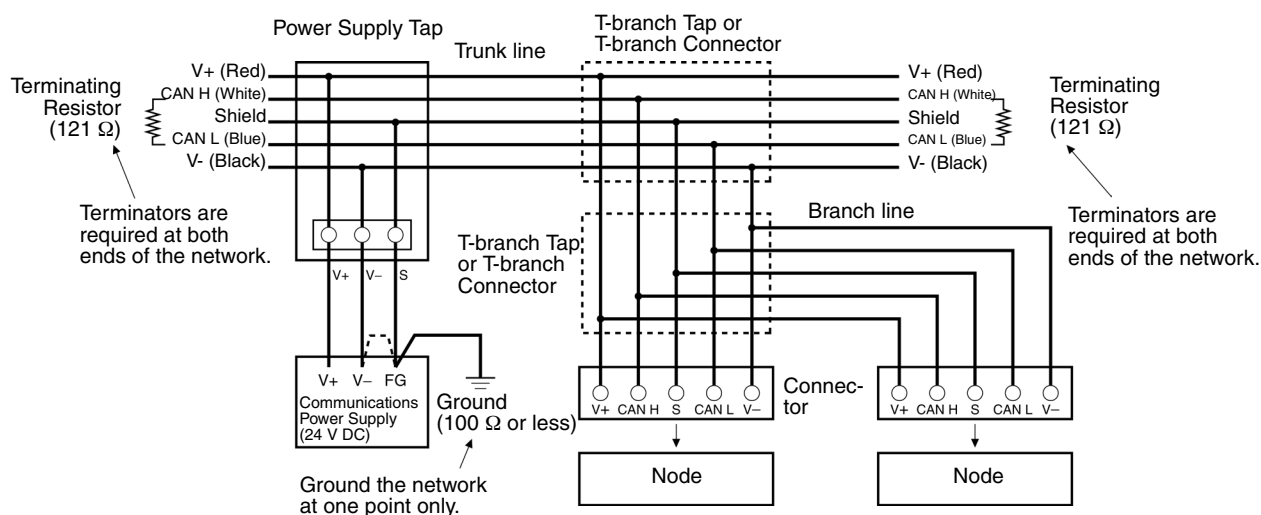 Power Supply Tap
T-branch Tap or
T-branch Connector
Trunk line
Terminating
Resistor
(121 Ω)
V+ (Red)
CAN H (White)
Shield
CAN L (Blue)
V- (Black)
V+ (Red)
CAN H (White)
Shield
CAN L (Blue)
V- (Black)
Terminating
Resistor
(121 Ω)
Terminators are
required at both
ends of the network.
T-branch Tap
or T-branch
Connector
Branch line
Terminators are
required at both
ends of the network.
V+ V– S
V+ V– FG
Communications
Power Supply
(24 V DC)
Ground
(100 Ω or less)
Ground the network
at one point only.
V+ CAN H S CAN L V–
Connec-
tor
V+ CAN H S CAN L V–
Node
Node